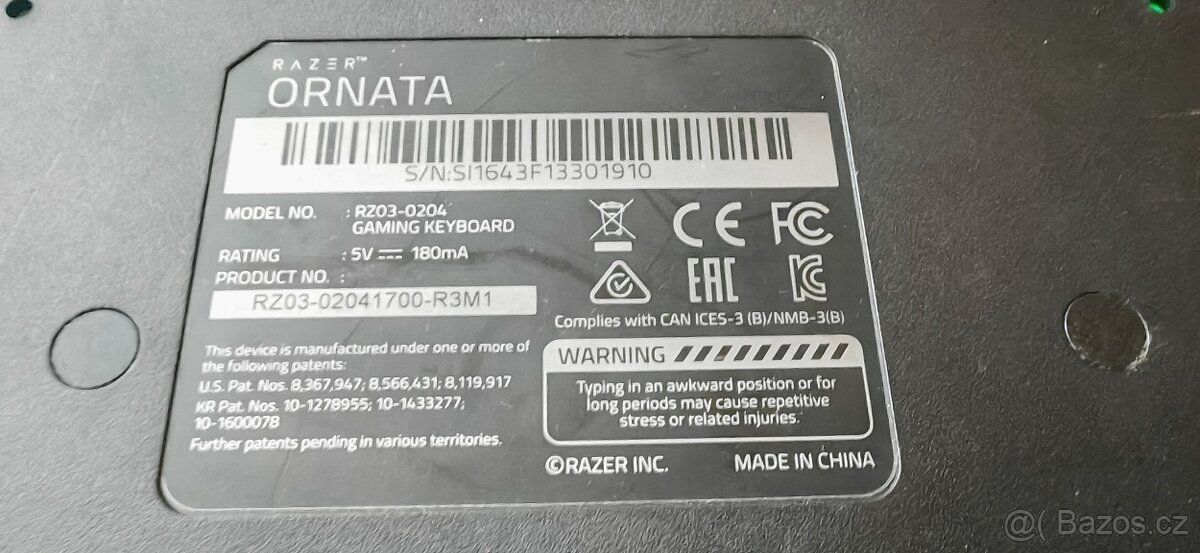 RAZER™
ORNATA
S/N:SI1643F13301910
MODEL NO. : RZ03-0204
GAMING KEYBOARD
RATING : 5V 180mA
PRODUCT NO. :
RZ03-02041700-R3M1
This device is manufactured under one or more of
the following patents:
U.S. Pat. Nos. 8,367,947; 8,566,431; 8,119,917
KR Pat. Nos. 10-1278955; 10-1433277;
10-1600078
Further patents pending in various territories.
CE FC
EAC KC
Complies with CAN ICES-3 (B)/NMB-3(B)
WARNING
Typing in an awkward position or for
long periods may cause repetitive
stress or related injuries.
©RAZER INC. MADE IN CHINA
@( Bazos.cz